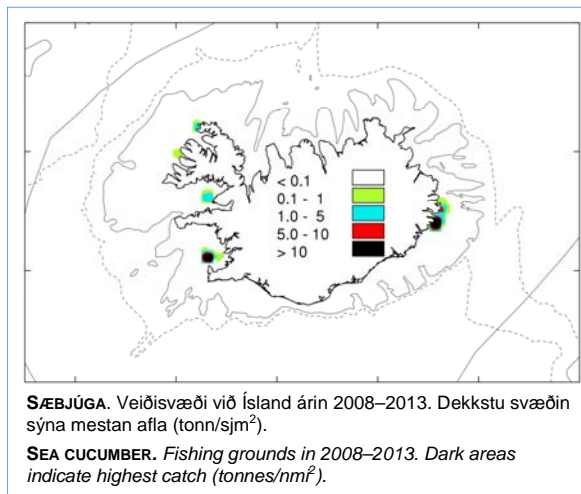 < 0.1
0.1 - 1
1.0 - 5
5.0 - 10
> 10
SÆBJÚGA. Veiðisvæði við Ísland árin 2008–2013. Dekkstu svæðin
sýna mestan afla (tonn/sjm²).
SEA CUCUMBER. Fishing grounds in 2008–2013. Dark areas
indicate highest catch (tonnes/nmi²).